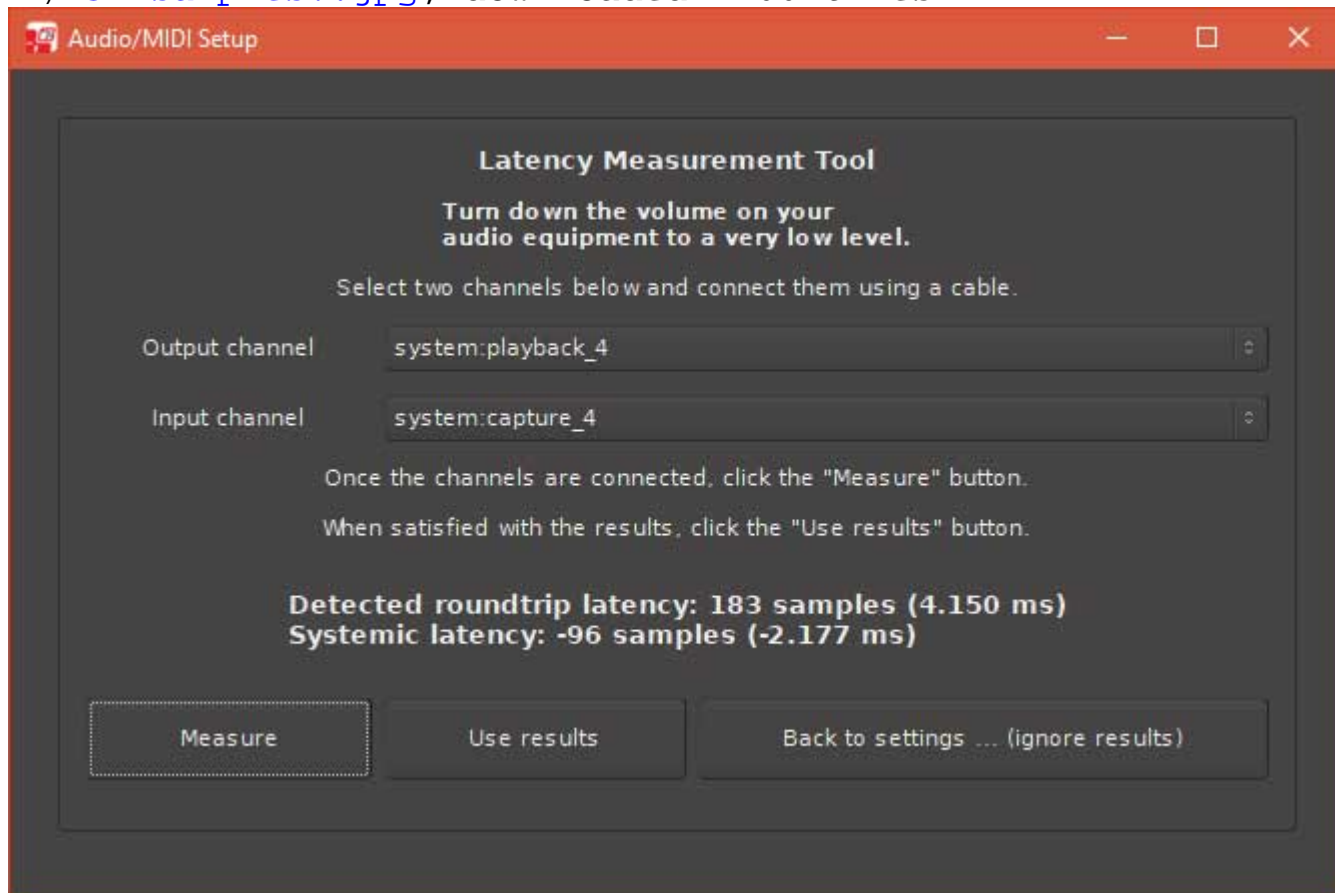 Audio/MIDI Setup
Latency Measurement Tool
Turn down the volume on your
audio equipment to a very low level.
Select two channels below and connect them using a cable.
Output channel system:playback_4
Input channel system:capture_4
Once the channels are connected, click the "Measure" button.
When satisfied with the results, click the "Use results" button.
Detected roundtrip latency: 183 samples (4.150 ms)
Systemic latency: -96 samples (-2.177 ms)
Measure Use results Back to settings ... (ignore results)